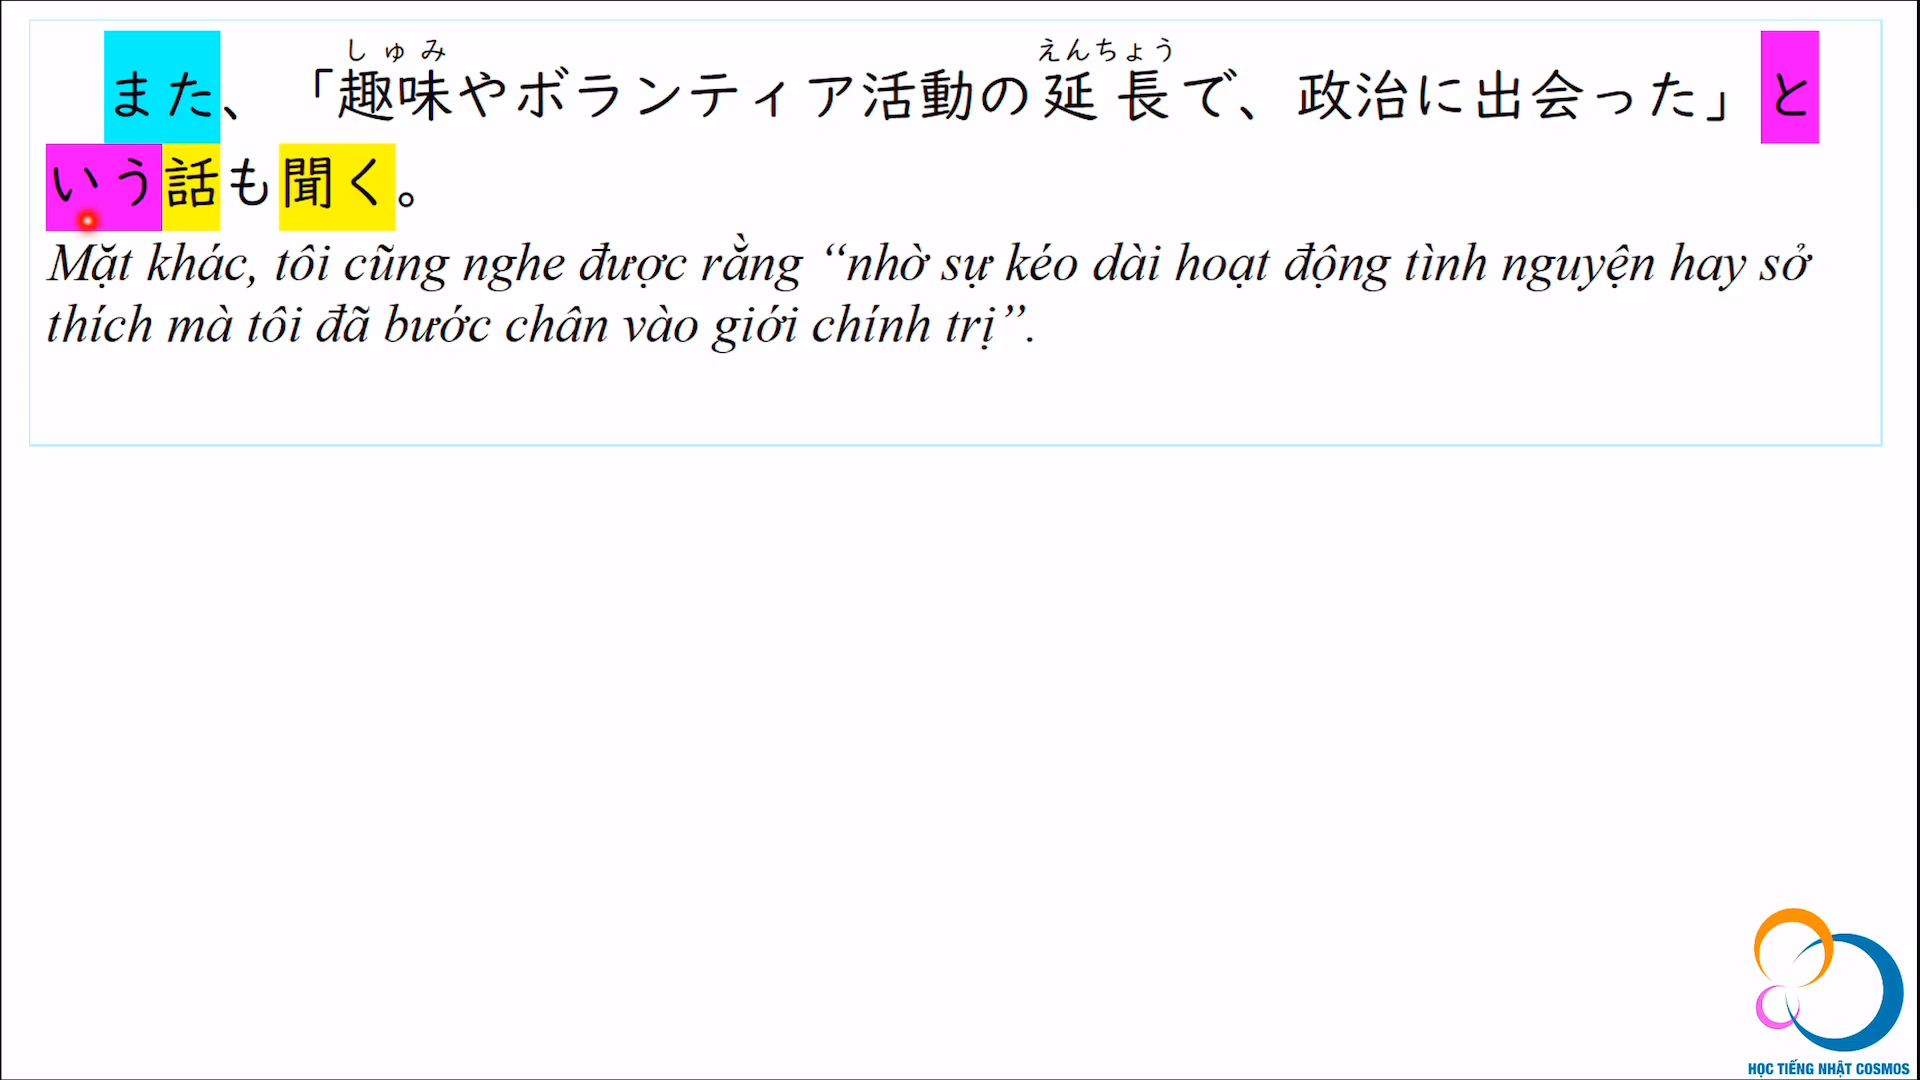 しゅみ えんちょう
また、「趣味やボランティア活動の延長で、政治に出会った」と
いう話も聞く。
Mặt khác, tôi cũng nghe được rằng “nhờ sự kéo dài hoạt động tình nguyện hay sở
thích mà tôi đã bước chân vào giới chính trị”.
HỌC TIẾNG NHẬT COSMOS